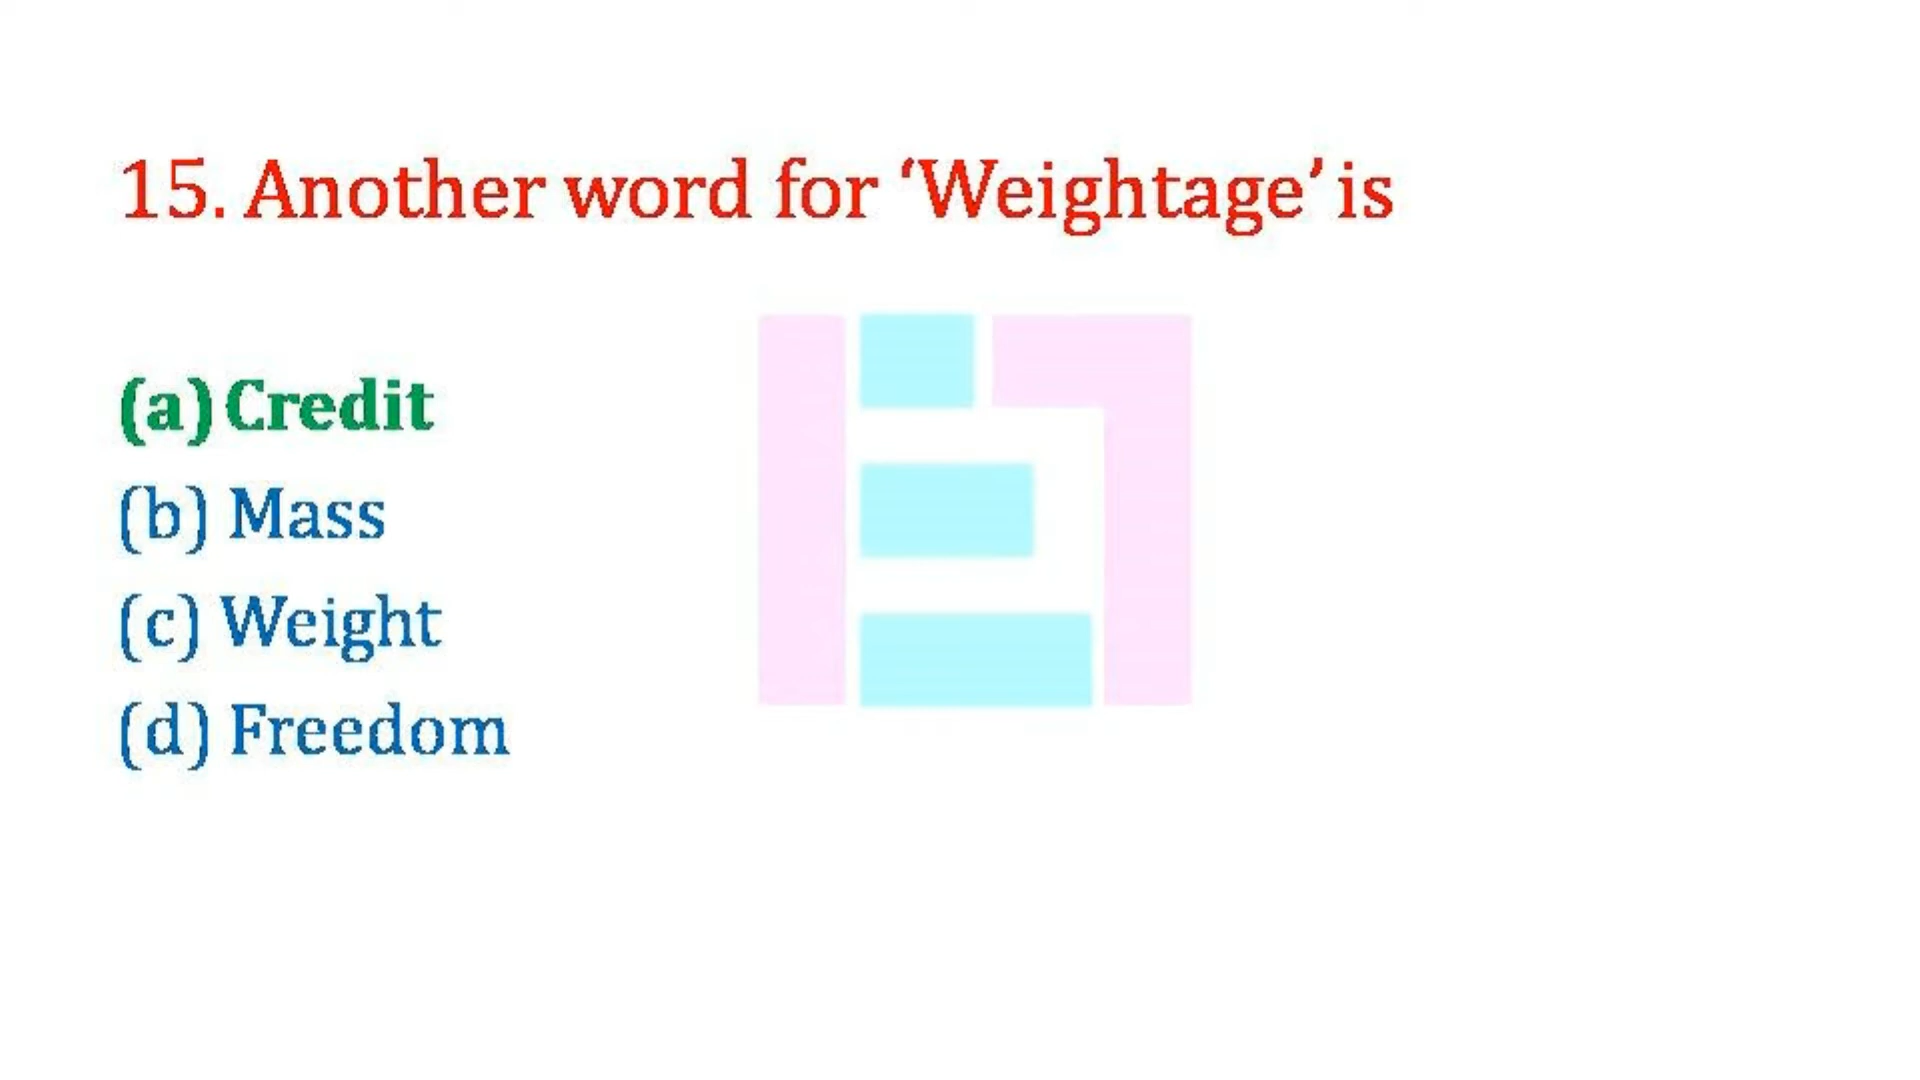 15. Another word for ‘Weightage’ is
(a) Credit
(b) Mass
(c) Weight
(d) Freedom